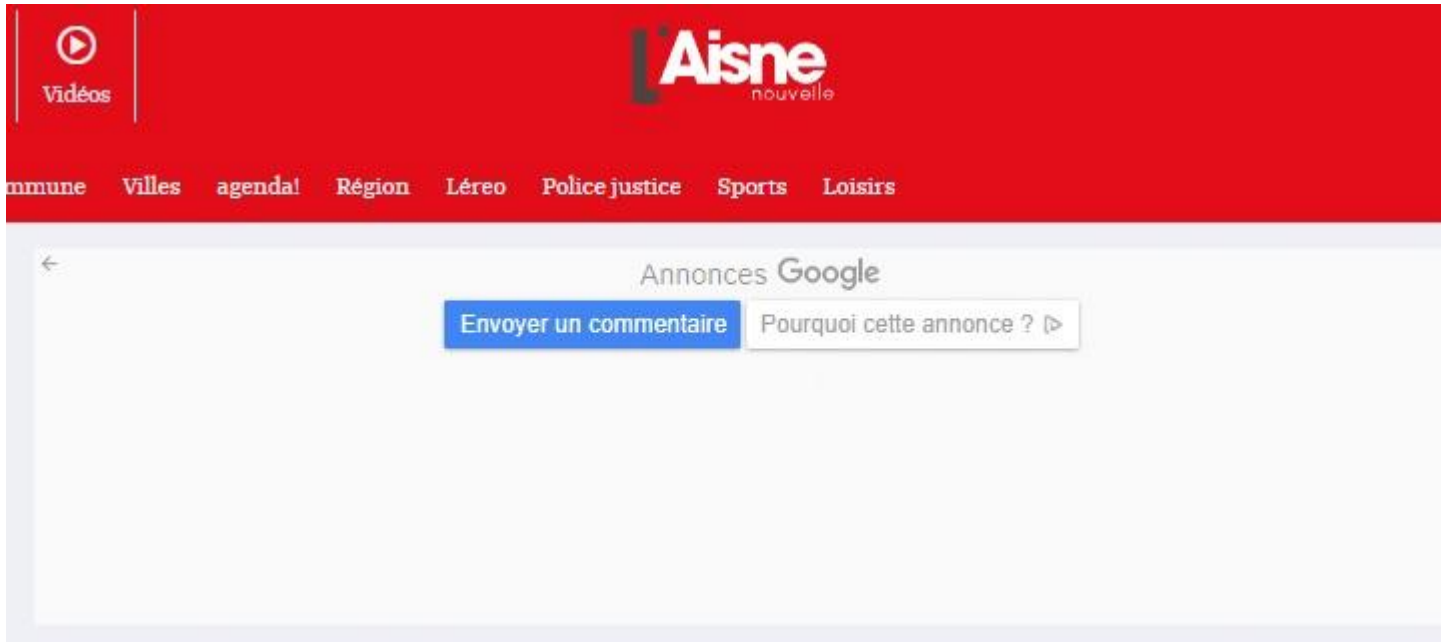 Vidéos
L'Aisne
nouvelle
mmune Villes agenda! Région Léreo Police justice Sports Loisirs
Annonces Google
Envoyer un commentaire Pourquoi cette annonce ?